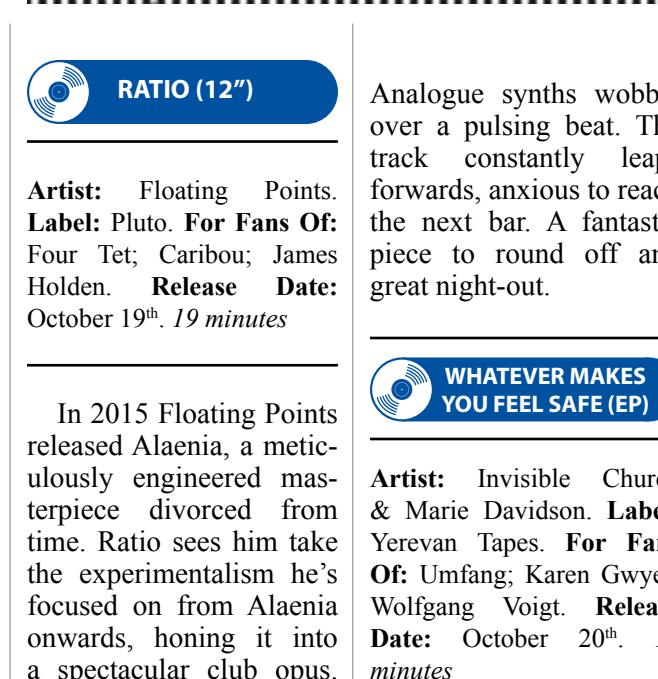 RATIO (12”)
Artist: Floating Points.
Label: Pluto. For Fans Of:
Four Tet; Caribou; James
Holden. Release Date:
October 19th. 19 minutes
In 2015 Floating Points
released Alaenia, a metic-
ulously engineered mas-
terpiece divorced from
time. Ratio sees him take
the experimentalism he’s
focused on from Alaenia
onwards, honing it into
a spectacular club opus.
Analogue synths
over a pulsing beat.
track constantly
forwards, anxious to
the next bar. A
piece to round off
great night-out.
WHATEVER MAKES
YOU FEEL SAFE (EP)
Artist: Invisible
& Marie Davidson.
Yerevan Tapes. For
Of: Umfang; Karen
Wolfgang Voigt.
Date: October 20th.
minutes